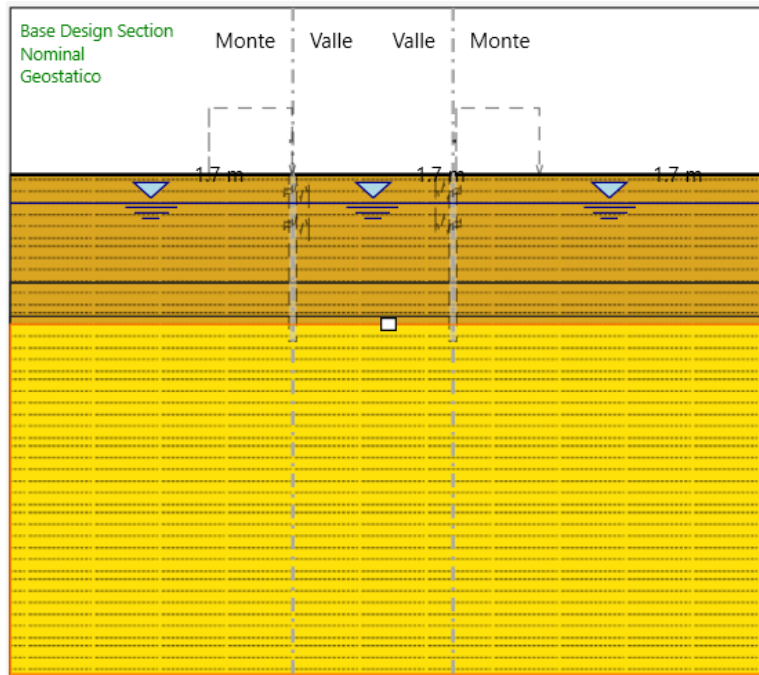 Base Design Section
Nominal
Geostatico
Monte Valle Valle Monte
1.7 m 1.7 m 1.7 m